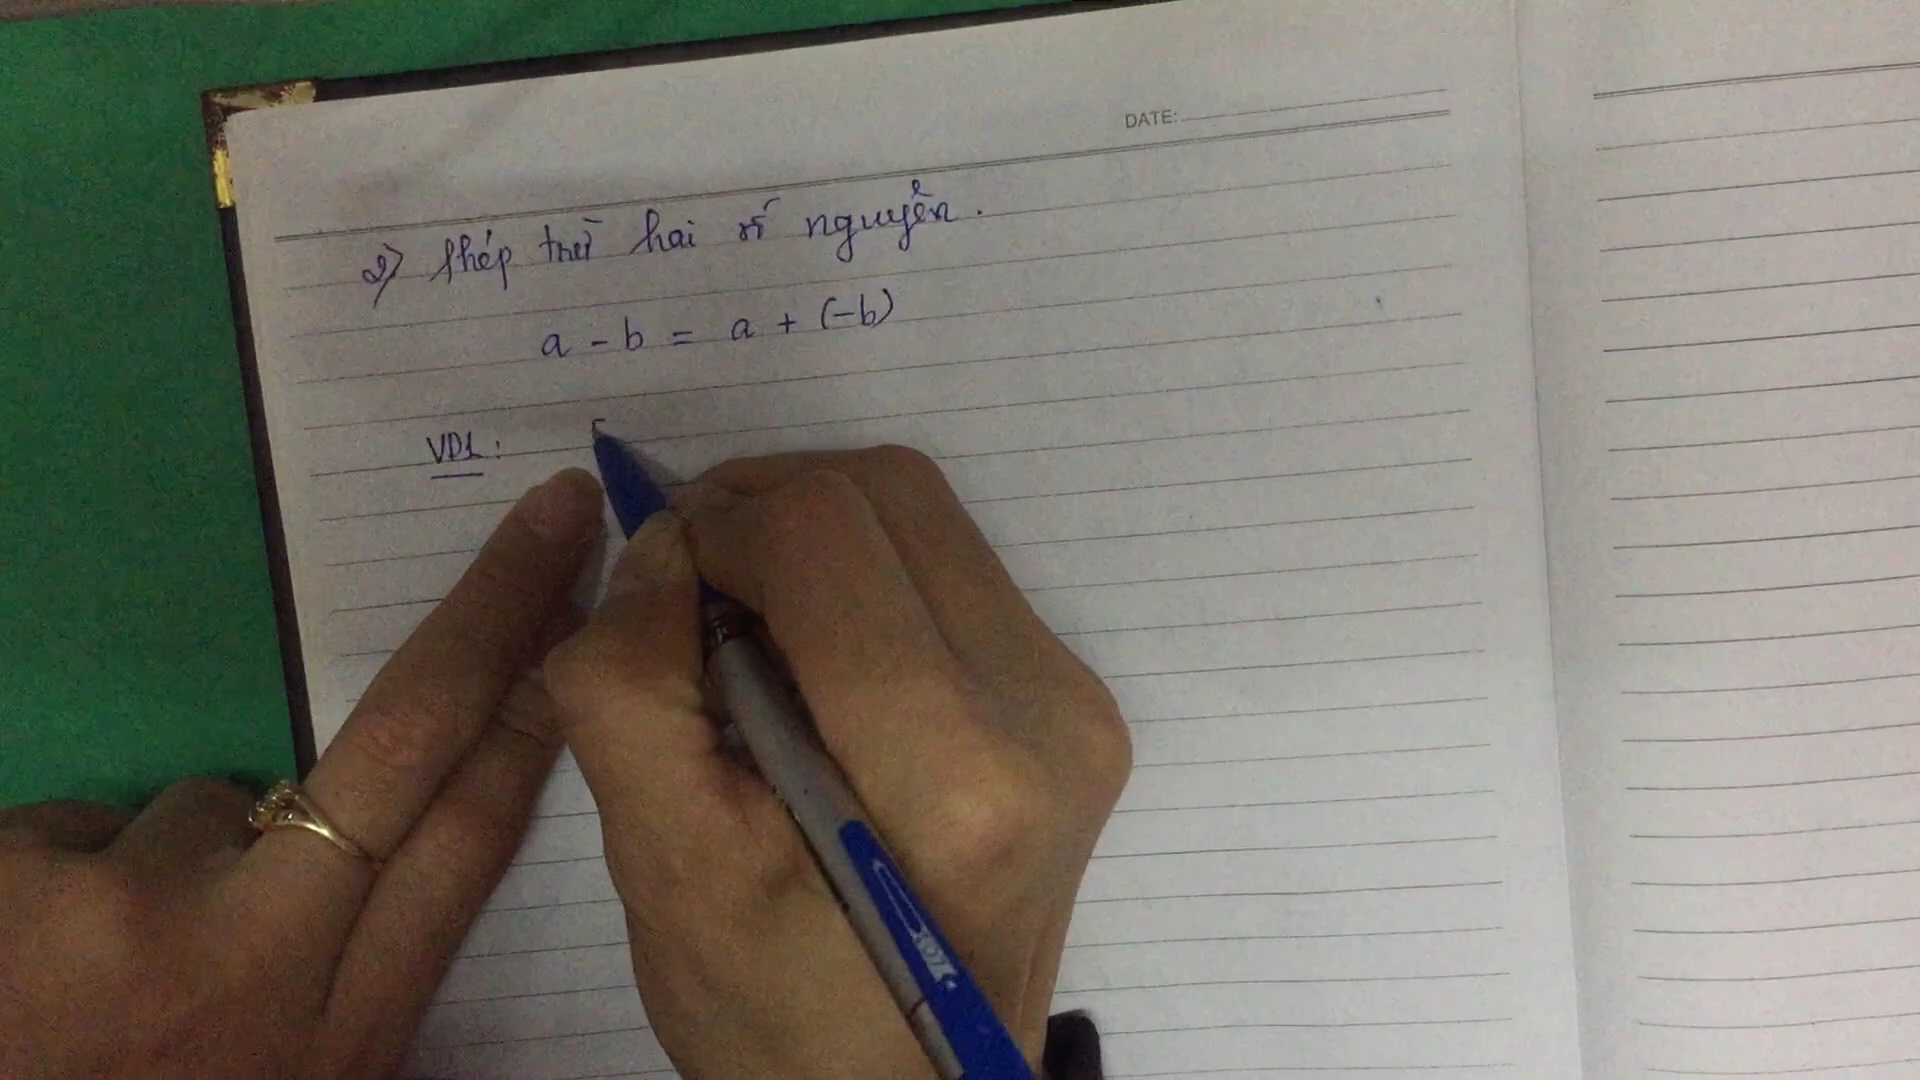 DATE:
2) Phép trừ hai số nguyên.
a - b = a + (-b)
VD1: